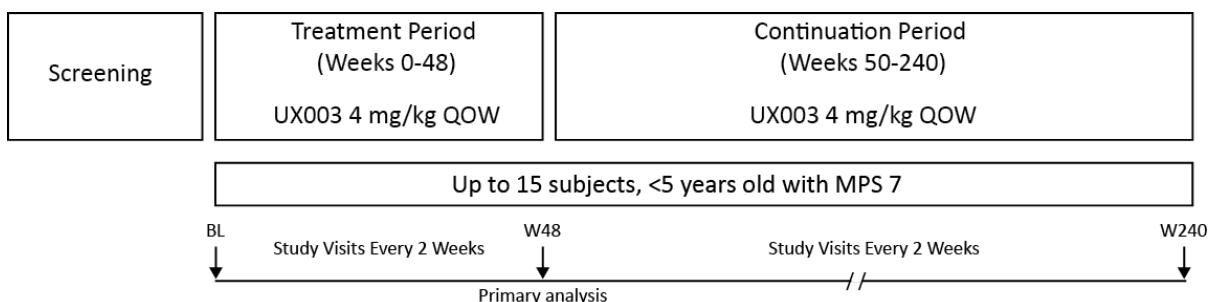 Screening
Treatment Period
(Weeks 0-48)
UX003 4 mg/kg QOW
Continuation Period
(Weeks 50-240)
UX003 4 mg/kg QOW
Up to 15 subjects, <5 years old with MPS 7
BL
Study Visits Every 2 Weeks
W48
Study Visits Every 2 Weeks
W240
Primary analysis